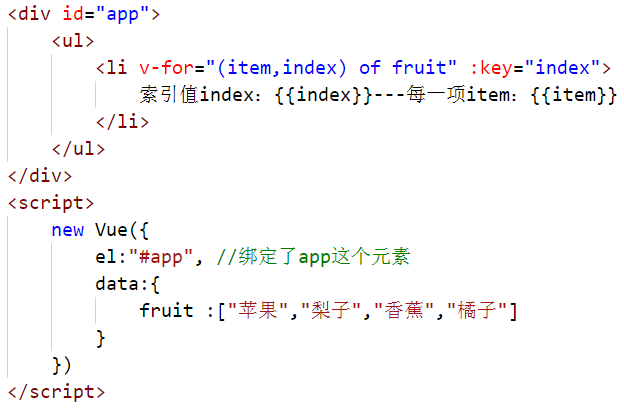 <div id="app">
    <ul>
        <li v-for="(item,index) of fruit" :key="index">
            索引值index：{{index}}---每一项item：{{item}}
        </li>
    </ul>
</div>
<script>
    new Vue({
        el:"#app", //绑定了app这个元素
        data:{
            fruit :["苹果","梨子","香蕉","橘子"]
        }
    })
</script>